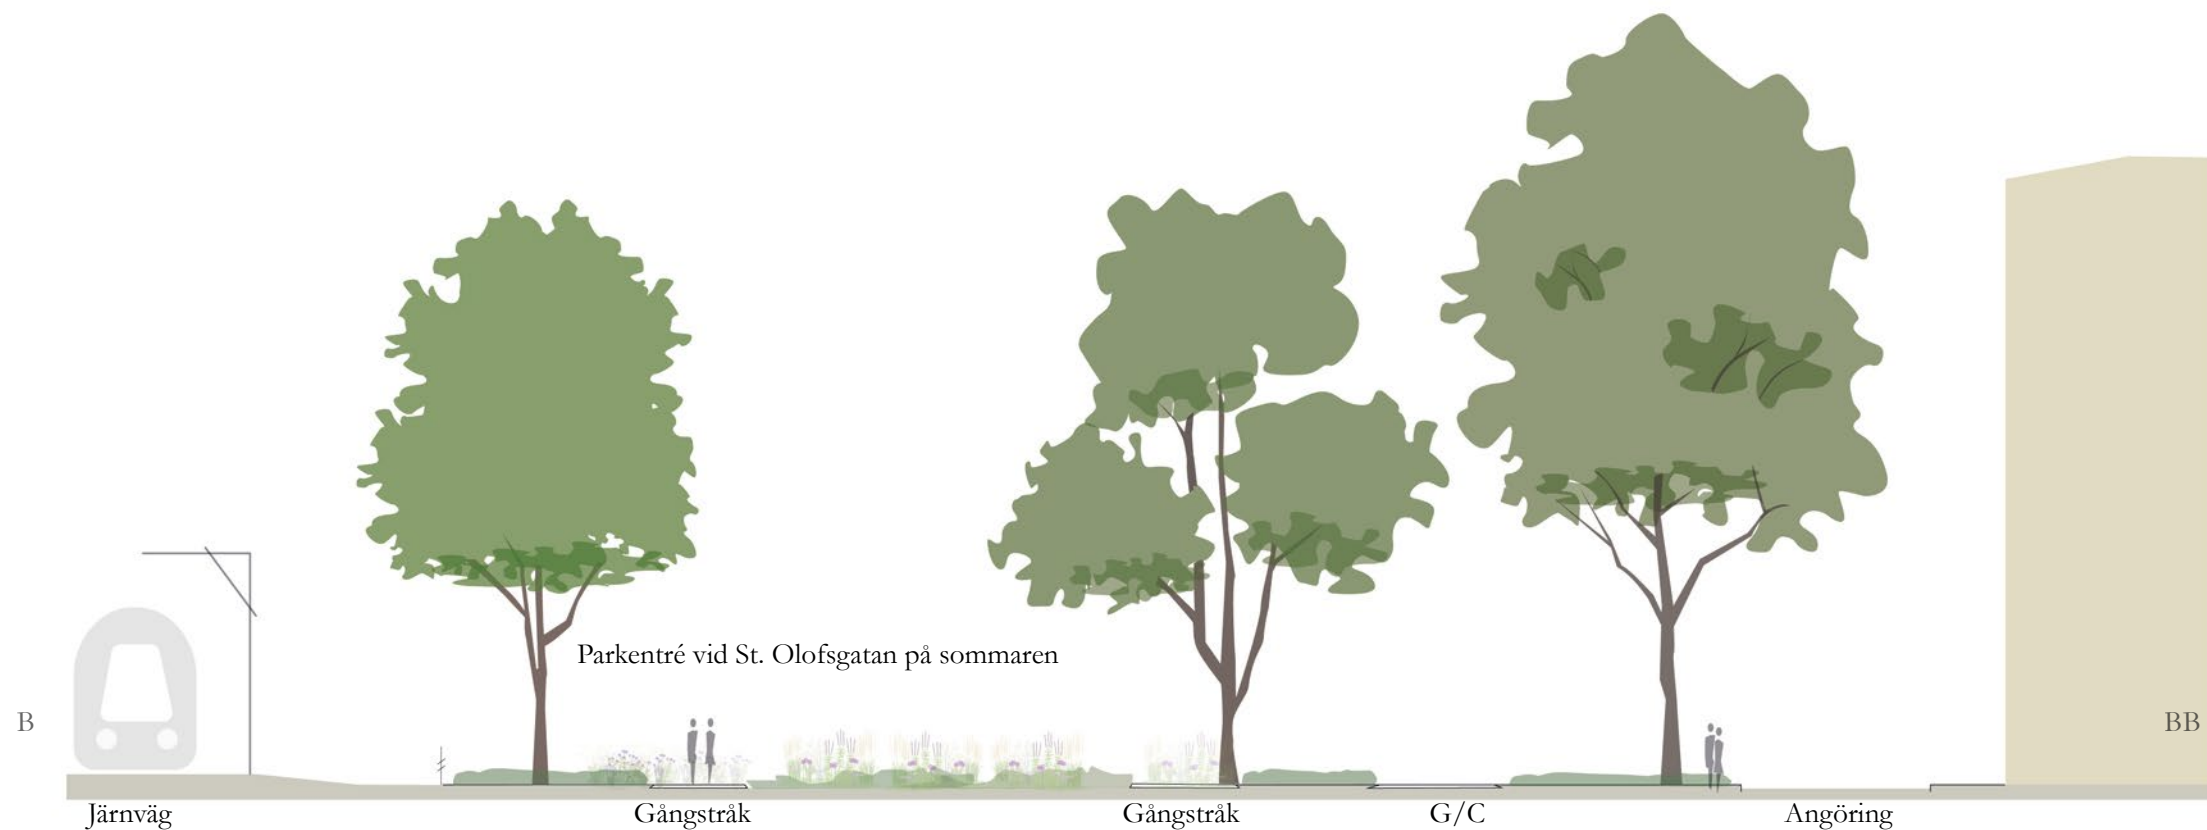 Parkentré vid St. Olofsgatan på sommaren
B
BB
Järnväg
Gångstråk
Gångstråk
G/C
Angöring